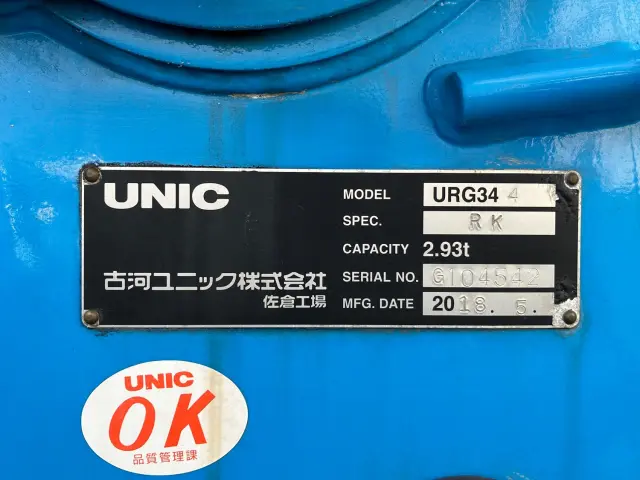 UNIC
MODEL URG34 4
SPEC. RK
CAPACITY 2.93t
古河ユニック株式会社
佐倉工場
SERIAL NO. G104542
MFG. DATE 2018. 5.
UNIC
OK
品質管理課